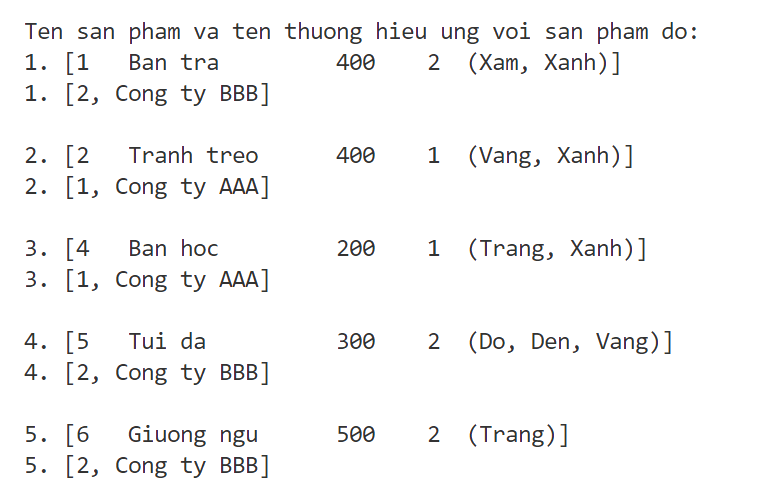 Ten san pham va ten thuong hieu ung voi san pham do:
1. [1   Ban tra         400    2  (Xam, Xanh)]
1. [2, Cong ty BBB]
2. [2   Tranh treo      400    1  (Vang, Xanh)]
2. [1, Cong ty AAA]
3. [4   Ban hoc         200    1  (Trang, Xanh)]
3. [1, Cong ty AAA]
4. [5   Tui da          300    2  (Do, Den, Vang)]
4. [2, Cong ty BBB]
5. [6   Giuong ngu      500    2  (Trang)]
5. [2, Cong ty BBB]